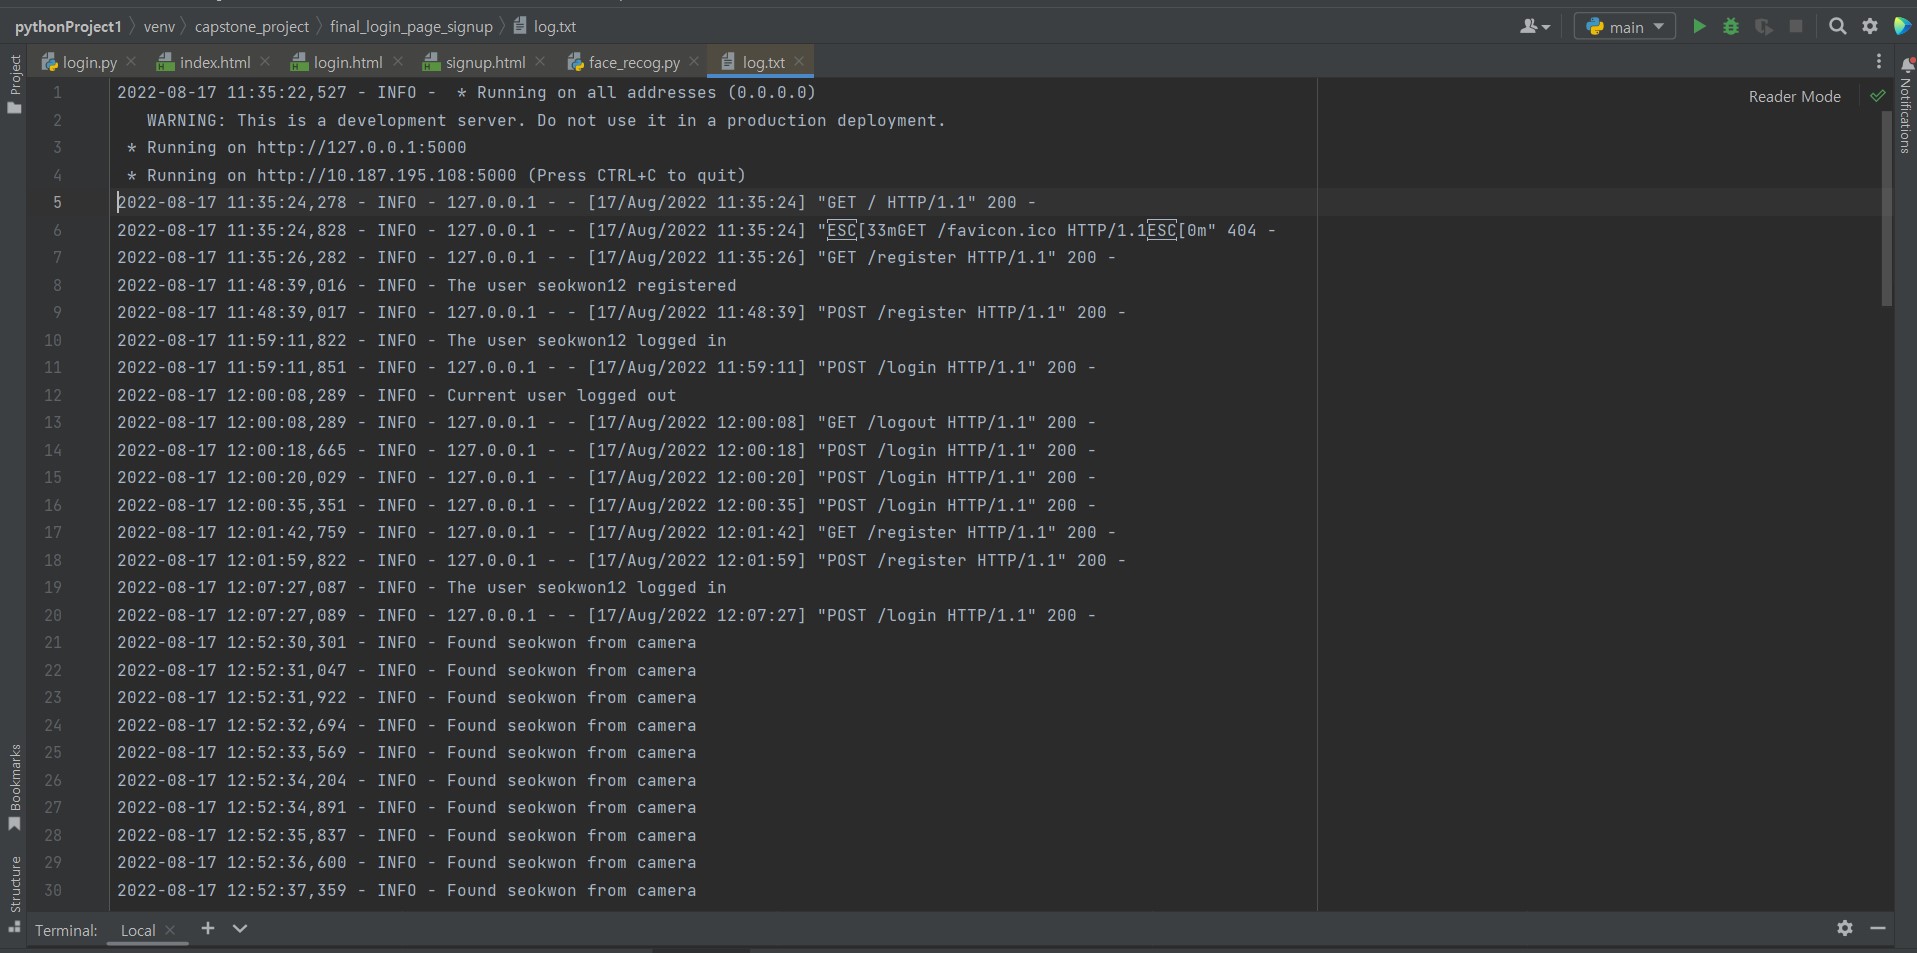 pythonProject1 venv capstone_project final_login_page_signup log.txt main
login.py index.html login.html signup.html face_recog.py log.txt
Project
Notifications
Reader Mode
1 2022-08-17 11:35:22,527 - INFO -  * Running on all addresses (0.0.0.0)
2    WARNING: This is a development server. Do not use it in a production deployment.
3  * Running on http://127.0.0.1:5000
4  * Running on http://10.187.195.108:5000 (Press CTRL+C to quit)
5 2022-08-17 11:35:24,278 - INFO - 127.0.0.1 - - [17/Aug/2022 11:35:24] "GET / HTTP/1.1" 200 -
6 2022-08-17 11:35:24,828 - INFO - 127.0.0.1 - - [17/Aug/2022 11:35:24] "ESC[33mGET /favicon.ico HTTP/1.1ESC[0m" 404 -
7 2022-08-17 11:35:26,282 - INFO - 127.0.0.1 - - [17/Aug/2022 11:35:26] "GET /register HTTP/1.1" 200 -
8 2022-08-17 11:48:39,016 - INFO - The user seokwon12 registered
9 2022-08-17 11:48:39,017 - INFO - 127.0.0.1 - - [17/Aug/2022 11:48:39] "POST /register HTTP/1.1" 200 -
10 2022-08-17 11:59:11,822 - INFO - The user seokwon12 logged in
11 2022-08-17 11:59:11,851 - INFO - 127.0.0.1 - - [17/Aug/2022 11:59:11] "POST /login HTTP/1.1" 200 -
12 2022-08-17 12:00:08,289 - INFO - Current user logged out
13 2022-08-17 12:00:08,289 - INFO - 127.0.0.1 - - [17/Aug/2022 12:00:08] "GET /logout HTTP/1.1" 200 -
14 2022-08-17 12:00:18,665 - INFO - 127.0.0.1 - - [17/Aug/2022 12:00:18] "POST /login HTTP/1.1" 200 -
15 2022-08-17 12:00:20,029 - INFO - 127.0.0.1 - - [17/Aug/2022 12:00:20] "POST /login HTTP/1.1" 200 -
16 2022-08-17 12:00:35,351 - INFO - 127.0.0.1 - - [17/Aug/2022 12:00:35] "POST /login HTTP/1.1" 200 -
17 2022-08-17 12:01:42,759 - INFO - 127.0.0.1 - - [17/Aug/2022 12:01:42] "GET /register HTTP/1.1" 200 -
18 2022-08-17 12:01:59,822 - INFO - 127.0.0.1 - - [17/Aug/2022 12:01:59] "POST /register HTTP/1.1" 200 -
19 2022-08-17 12:07:27,087 - INFO - The user seokwon12 logged in
20 2022-08-17 12:07:27,089 - INFO - 127.0.0.1 - - [17/Aug/2022 12:07:27] "POST /login HTTP/1.1" 200 -
21 2022-08-17 12:52:30,301 - INFO - Found seokwon from camera
22 2022-08-17 12:52:31,047 - INFO - Found seokwon from camera
23 2022-08-17 12:52:31,922 - INFO - Found seokwon from camera
24 2022-08-17 12:52:32,694 - INFO - Found seokwon from camera
25 2022-08-17 12:52:33,569 - INFO - Found seokwon from camera
26 2022-08-17 12:52:34,204 - INFO - Found seokwon from camera
27 2022-08-17 12:52:34,891 - INFO - Found seokwon from camera
28 2022-08-17 12:52:35,837 - INFO - Found seokwon from camera
29 2022-08-17 12:52:36,600 - INFO - Found seokwon from camera
30 2022-08-17 12:52:37,359 - INFO - Found seokwon from camera
Bookmarks
Structure
Terminal: Local